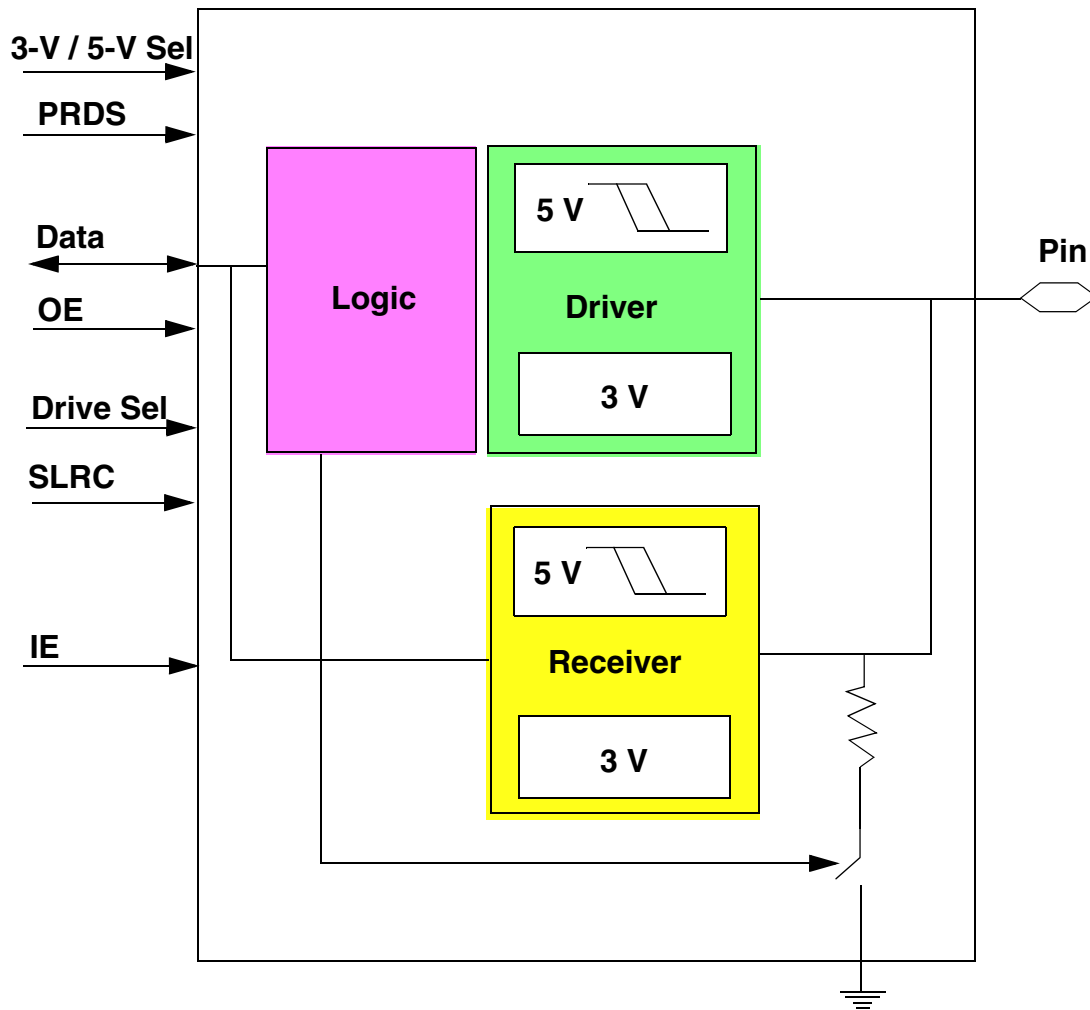 3-V / 5-V Sel
PRDS
Data
OE
Drive Sel
SLRC
IE
Logic
5 V
Driver
3 V
5 V
Receiver
3 V
Pin